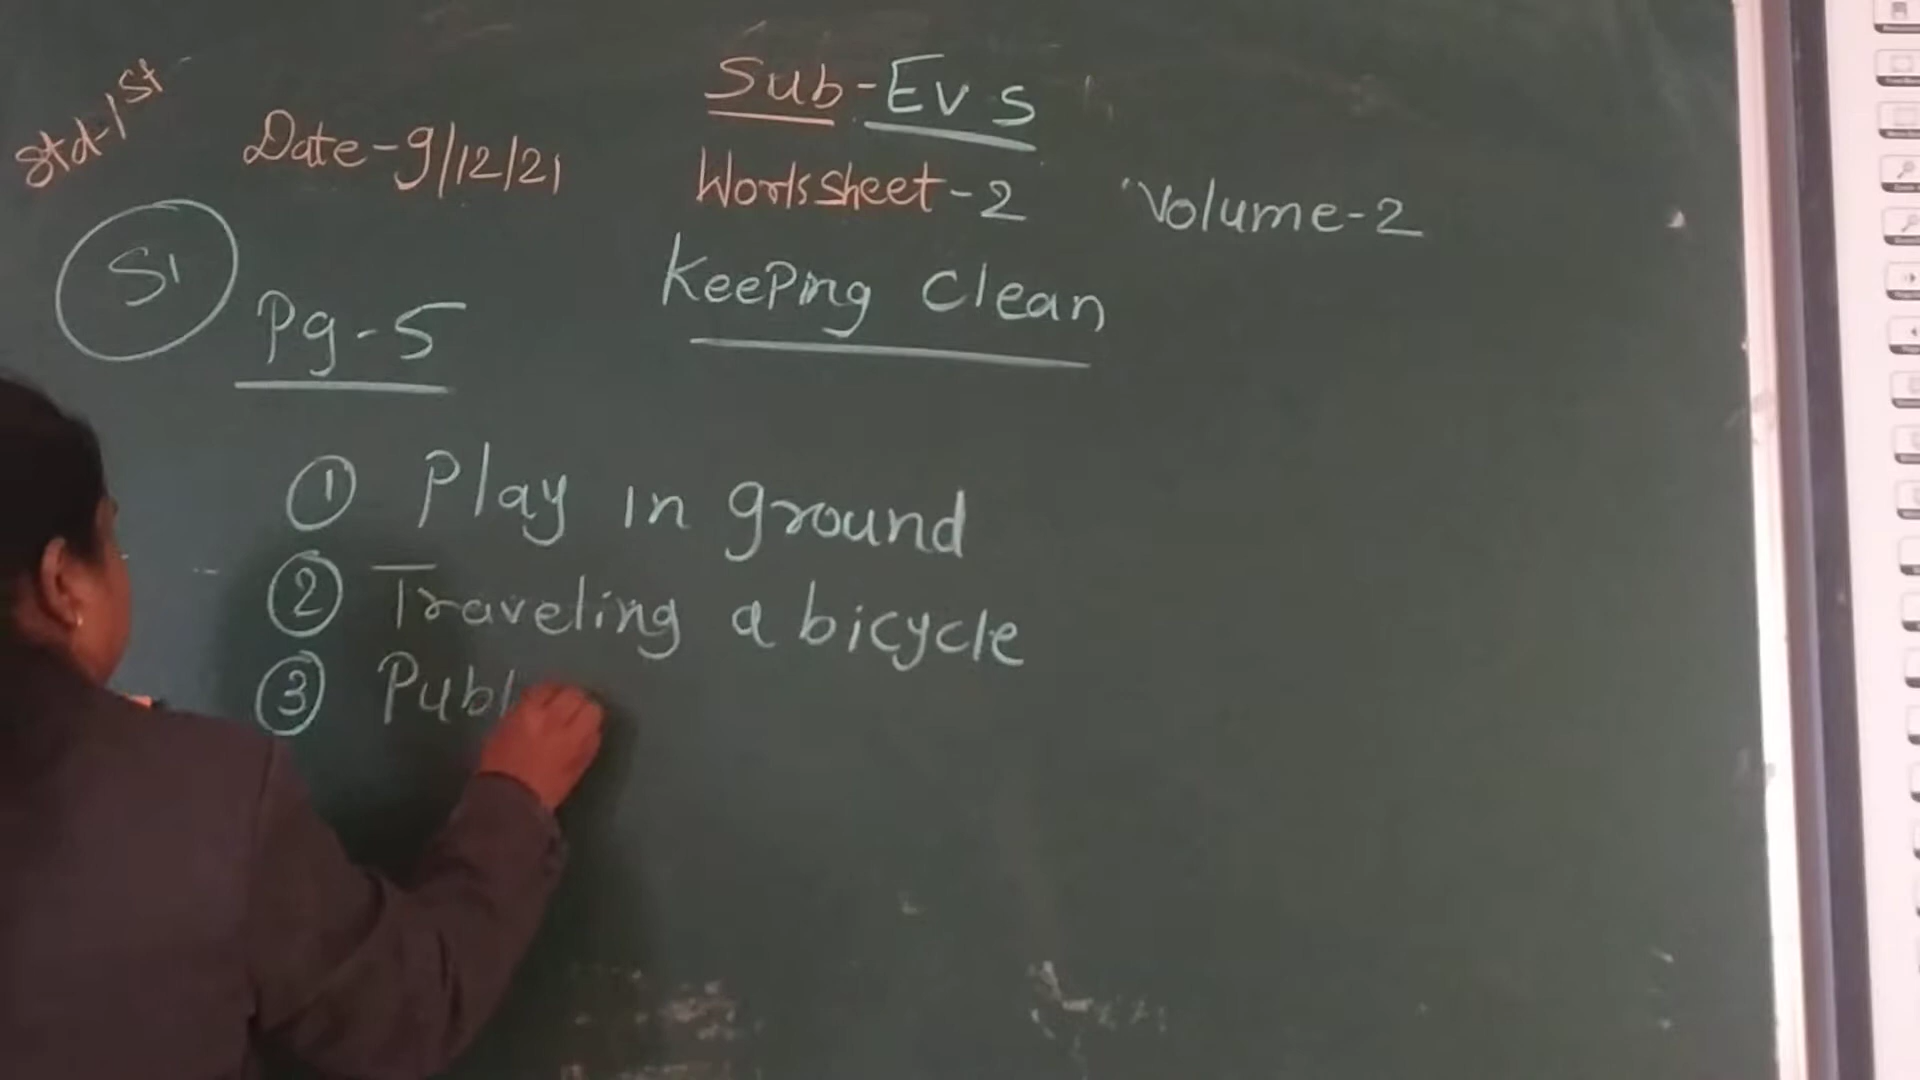 Std-1st
Date-9/12/21
Sub-EVS
Worksheet-2 Volume-2
Keeping Clean
S1
Pg-5
① Play in ground
② Traveling a bicycle
③ Publ